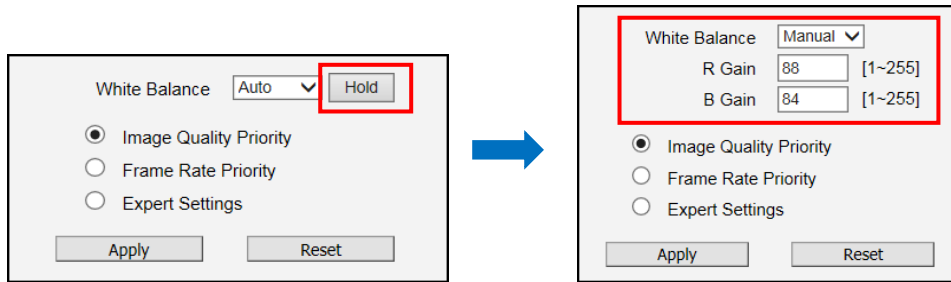 White Balance Auto Hold
Image Quality Priority
Frame Rate Priority
Expert Settings
Apply Reset
White Balance Manual
R Gain 88 [1~255]
B Gain 84 [1~255]
Image Quality Priority
Frame Rate Priority
Expert Settings
Apply Reset